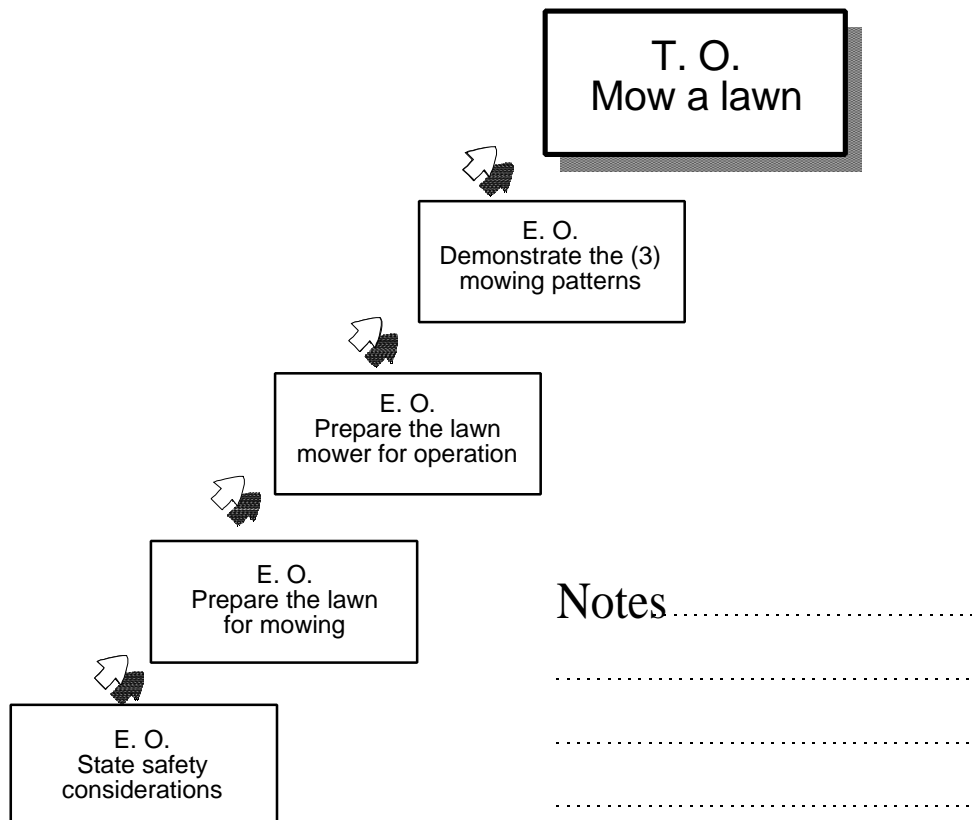 T. O.
Mow a lawn
E. O.
Demonstrate the (3)
mowing patterns
E. O.
Prepare the lawn
mower for operation
E. O.
Prepare the lawn
for mowing
E. O.
State safety
considerations
Notes